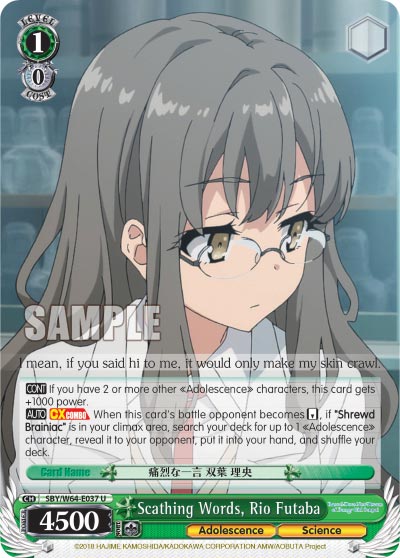 LEVEL
1
0
COST
SAMPLE
I mean, if you said hi to me, it would only make my skin crawl.
CONT If you have 2 or more other «Adolescence» characters, this card gets
+1000 power.
AUTO CXCOMBO When this card's battle opponent becomes, if "Shrewd
Brainiac" is in your climax area, search your deck for up to 1 «Adolescence»
character, reveal it to your opponent, put it into your hand, and shuffle your
deck.
Card Name 痛烈な一言 双葉 理央
CH SBY/W64-E037 U
Scathing Words, Rio Futaba
POWER 4500
Adolescence Science
©2018 HAJIME KAMOSHIDA/KADOKAWA CORPORATION AMW/AOBUTA Project